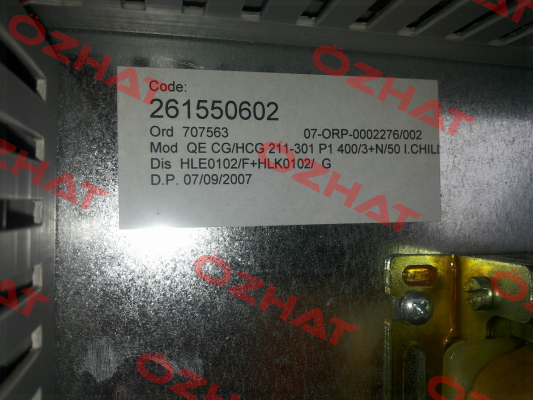 Code:
261550602
Ord 707563 07-ORP-0002276/002
Mod QE CG/HCG 211-301 P1 400/3+N/50 I.CHILL
Dis HLE0102/F+HLK0102/ G
D.P. 07/09/2007
OZHAT
OZHAT
OZHAT
OZHAT
OZHAT
OZHAT
OZHAT